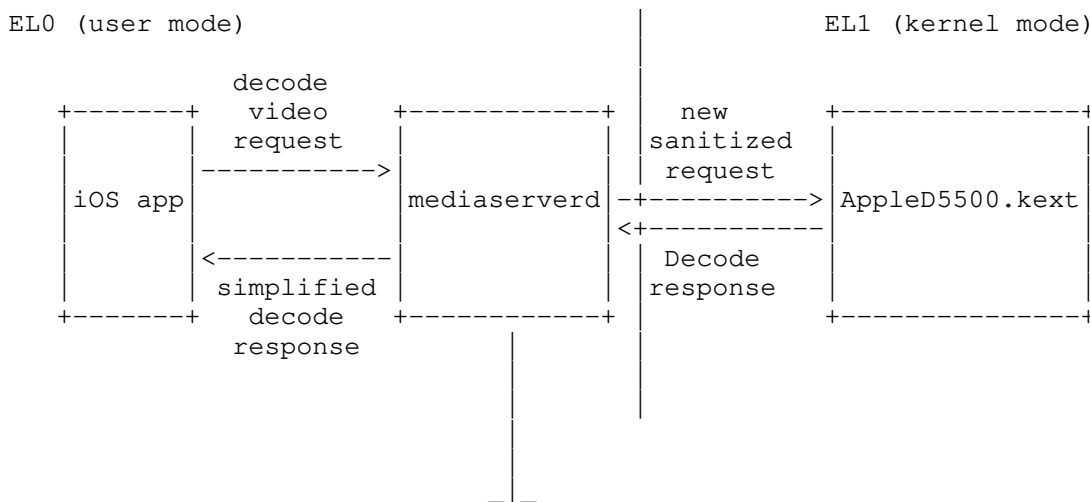 EL0 (user mode) EL1 (kernel mode)
decode
video new
request sanitized
request
iOS app mediaserverd AppleD5500.kext
Decode
simplified response
decode
response